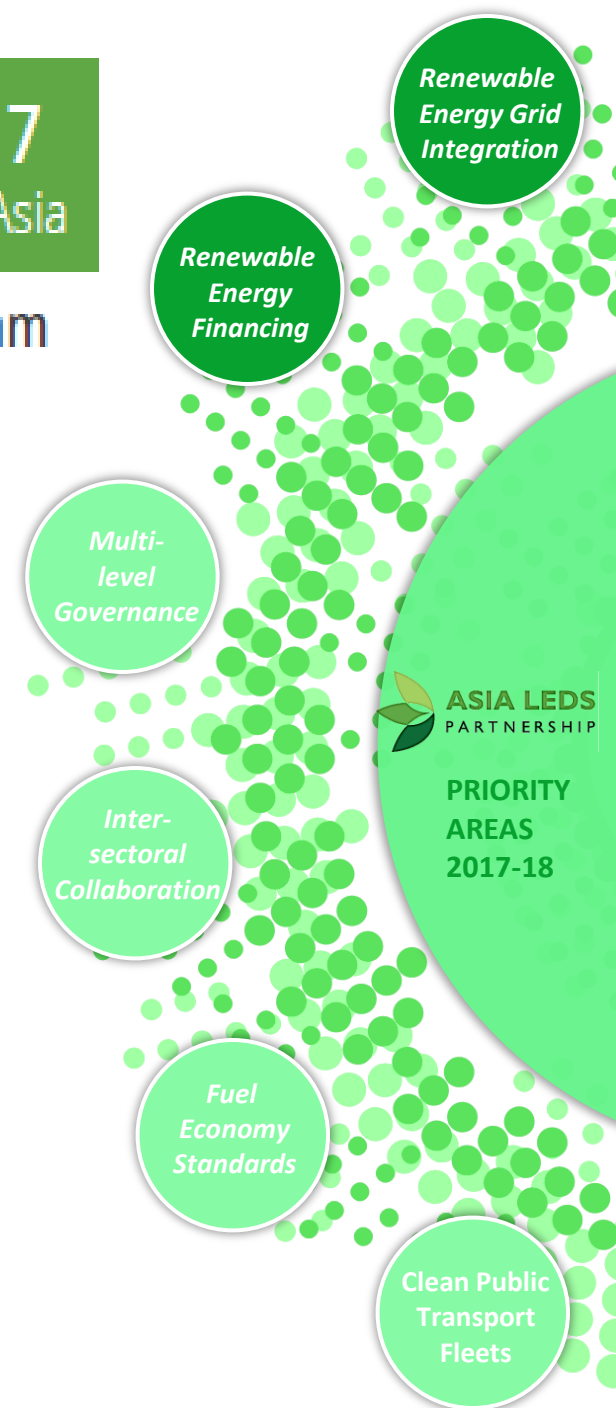 7
Asia
Renewable
Energy Grid
Integration
Renewable
Energy
Financing
Multi-
level
Governance
ASIA LEDS
PARTNERSHIP
PRIORITY
AREAS
2017-18
Inter-
sectoral
Collaboration
Fuel
Economy
Standards
Clean Public
Transport
Fleets